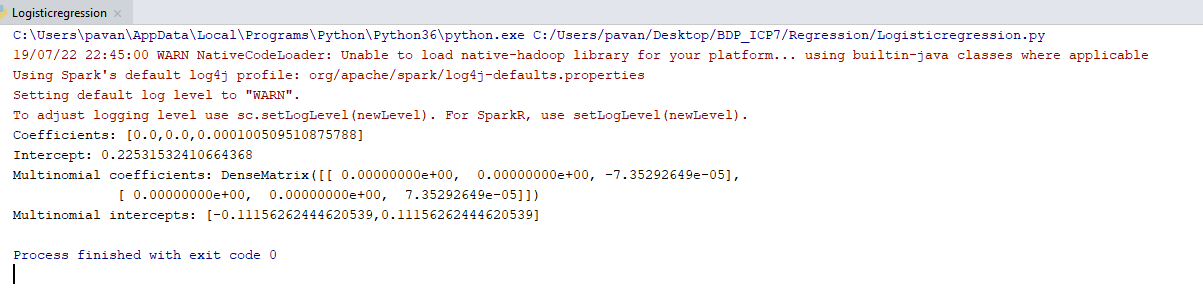 Logisticregression ×
C:\Users\pavan\AppData\Local\Programs\Python\Python36\python.exe C:/Users/pavan/Desktop/BDP_ICP7/Regression/Logisticregression.py
19/07/22 22:45:00 WARN NativeCodeLoader: Unable to load native-hadoop library for your platform... using builtin-java classes where applicable
Using Spark's default log4j profile: org/apache/spark/log4j-defaults.properties
Setting default log level to "WARN".
To adjust logging level use sc.setLogLevel(newLevel). For SparkR, use setLogLevel(newLevel).
Coefficients: [0.0,0.0,0.000100509510875788]
Intercept: 0.22531532410664368
Multinomial coefficients: DenseMatrix([[ 0.00000000e+00,  0.00000000e+00, -7.35292649e-05],
             [ 0.00000000e+00,  0.00000000e+00,  7.35292649e-05]])
Multinomial intercepts: [-0.11156262444620539,0.11156262444620539]
Process finished with exit code 0